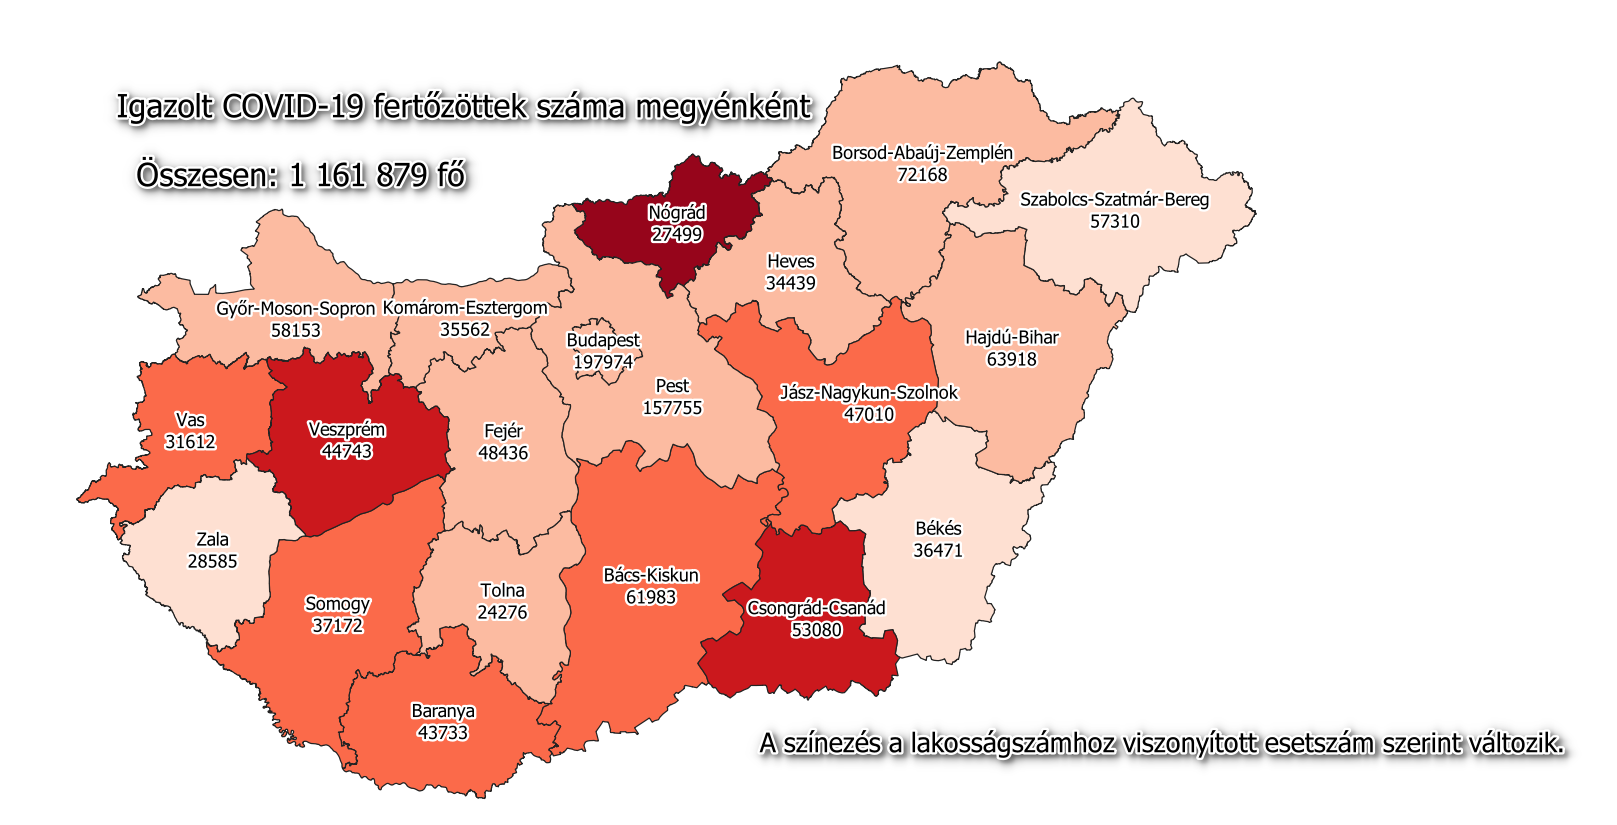 Igazolt COVID-19 fertőzöttek száma megyénként
Összesen: 1 161 879 fő
Borsod-Abaúj-Zemplén
72168
Szabolcs-Szatmár-Bereg
57310
Nógrád
27499
Heves
34439
Győr-Moson-Sopron
58153
Komárom-Esztergom
35562
Budapest
197974
Hajdú-Bihar
63918
Pest
157755
Jász-Nagykun-Szolnok
47010
Vas
31612
Veszprém
44743
Fejér
48436
Zala
28585
Békés
36471
Somogy
37172
Tolna
24276
Bács-Kiskun
61983
Csongrád-Csanád
53080
Baranya
43733
A színezés a lakosságszámhoz viszonyított esetszám szerint változik.